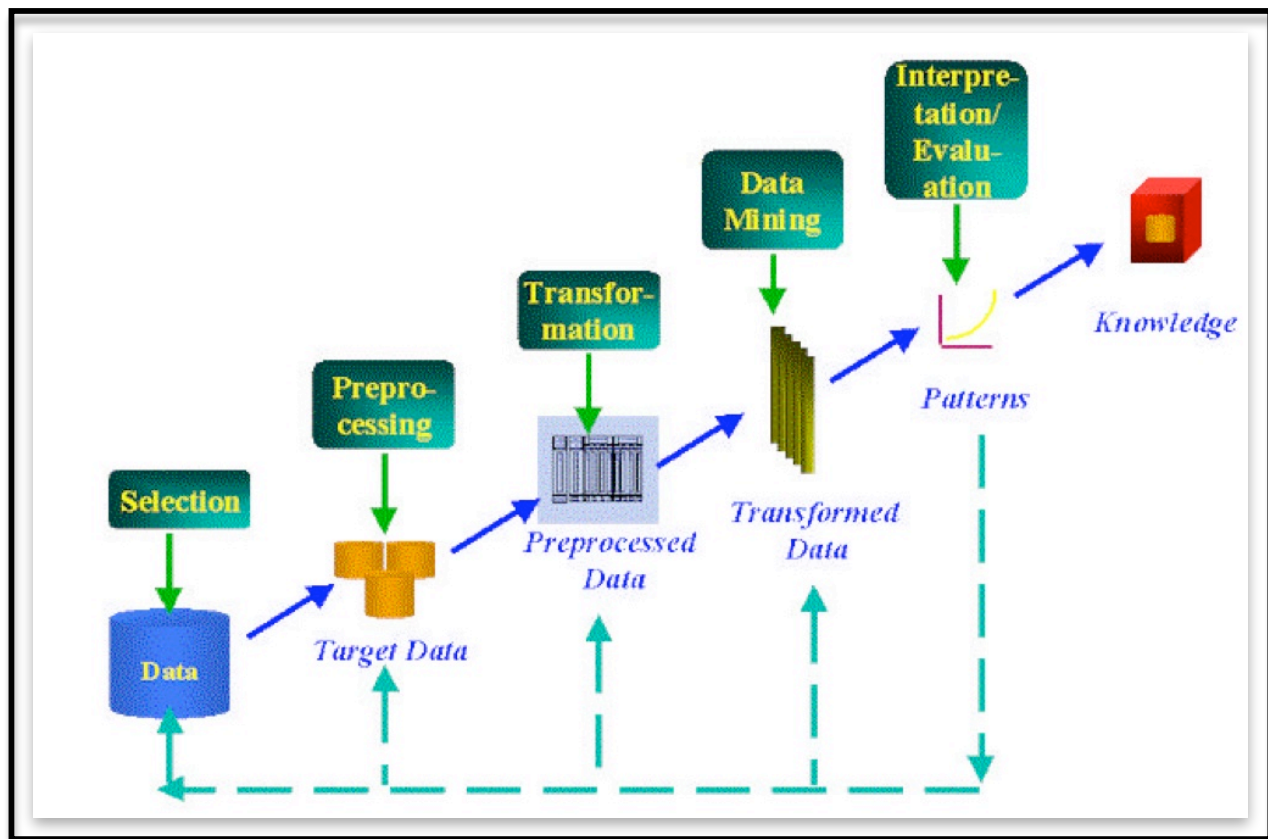 Interpre-
tation/
Evalu-
ation
Data
Mining
Transfor-
mation
Knowledge
Prepro-
cessing
Patterns
Selection
Transformed
Data
Preprocessed
Data
Target Data
Data